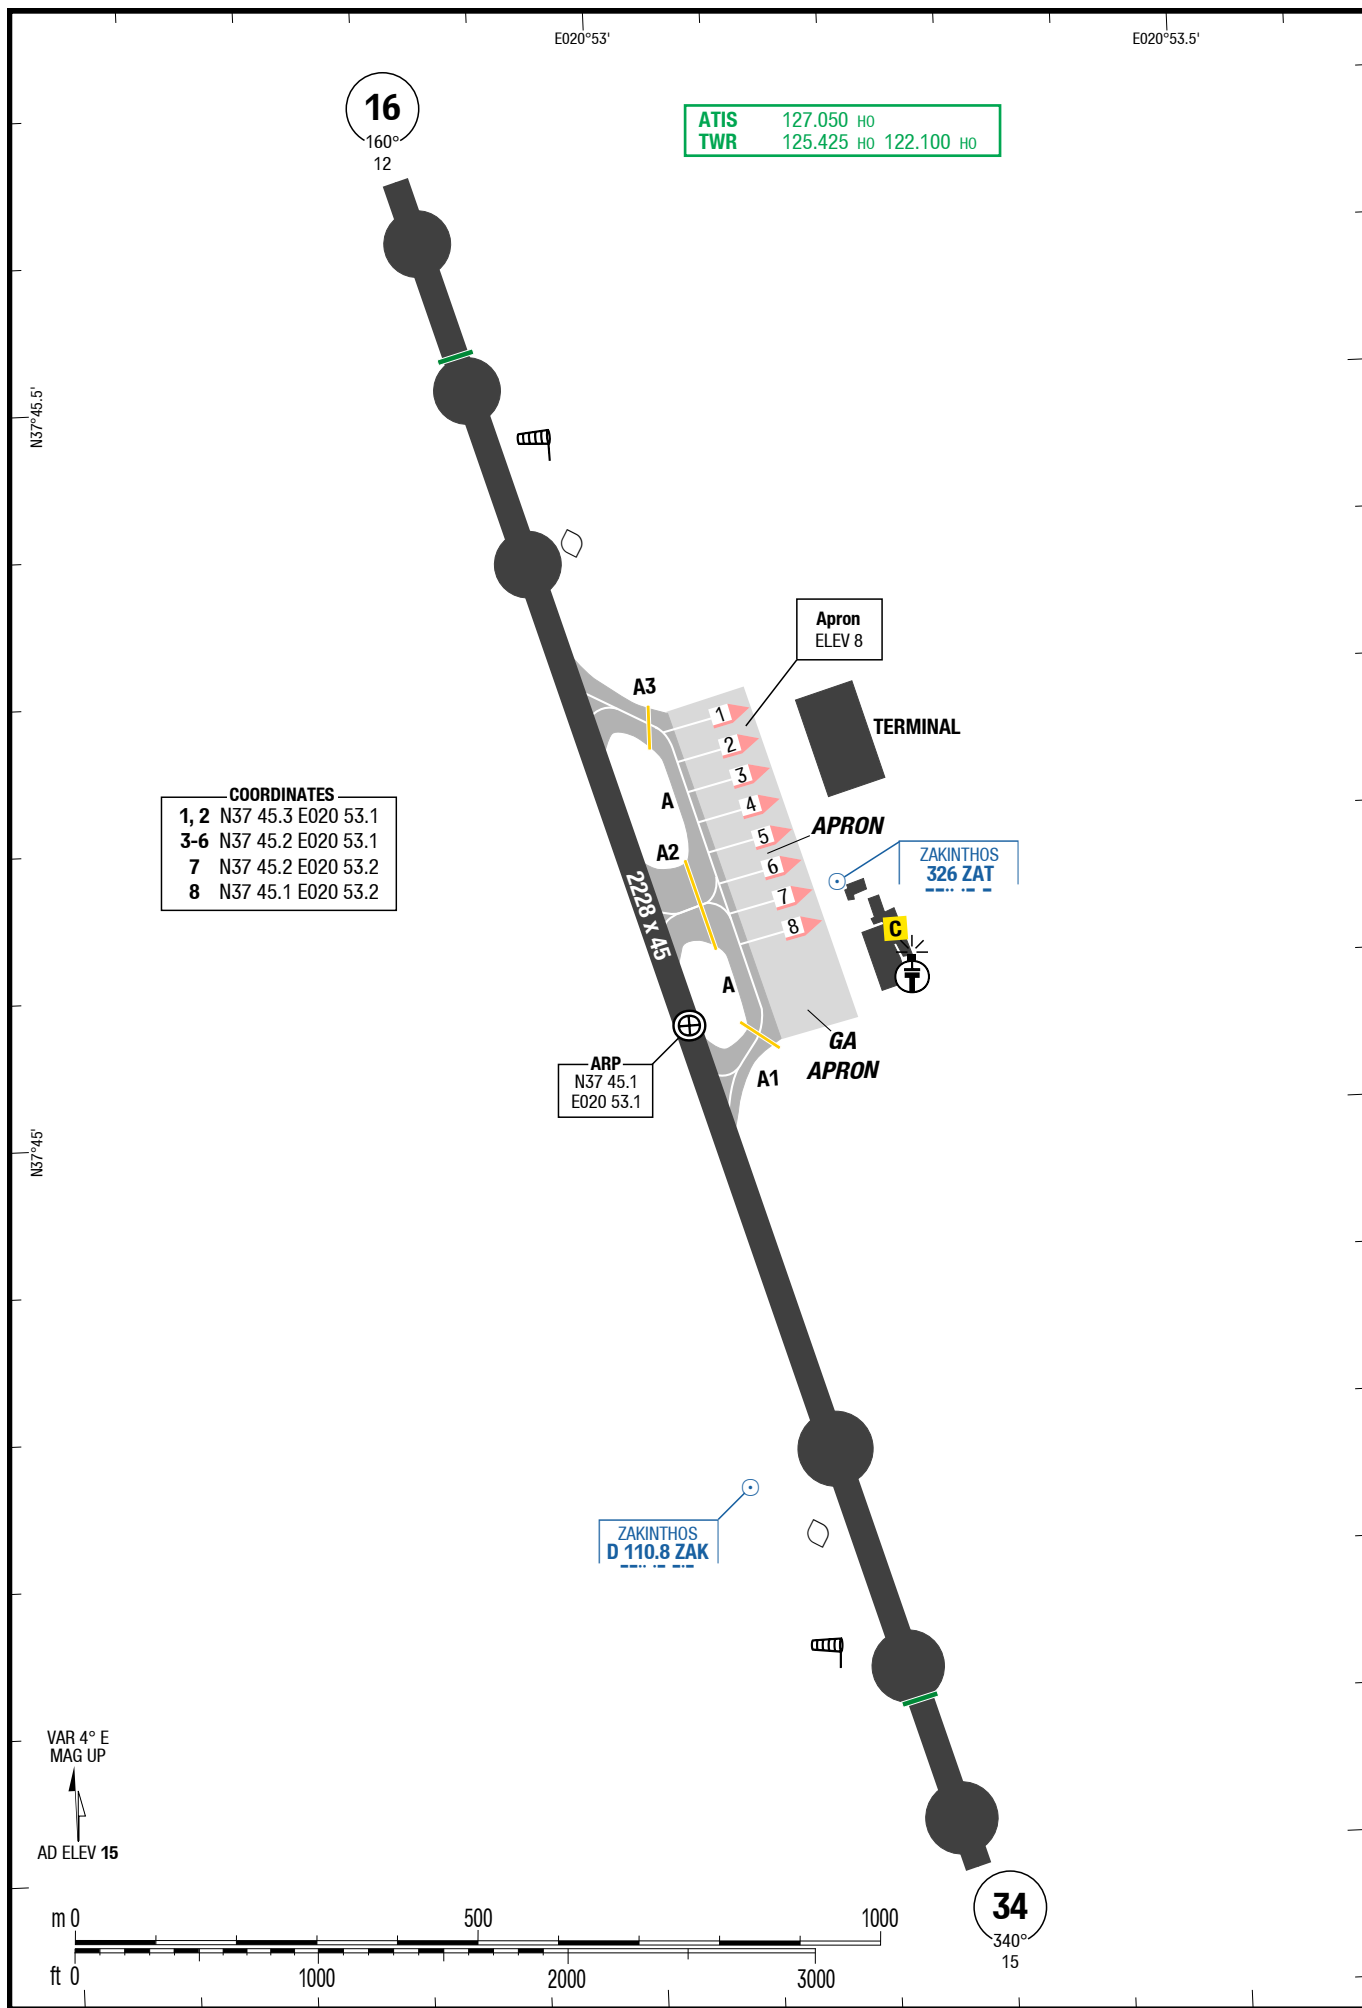 E020°53' E020°53.5'
16
160°
12
ATIS 127.050 HO
TWR 125.425 HO 122.100 HO
N37°45.5'
Apron
ELEV 8
A3
1
2
3
4
5
6
7
8
TERMINAL
A
APRON
A2
COORDINATES
1, 2 N37 45.3 E020 53.1
3-6 N37 45.2 E020 53.1
7 N37 45.2 E020 53.2
8 N37 45.1 E020 53.2
ZAKINTHOS
326 ZAT
2228 x 45
C
A
GA
APRON
ARP
N37 45.1
E020 53.1
A1
N37°45'
ZAKINTHOS
D 110.8 ZAK
VAR 4° E
MAG UP
AD ELEV 15
34
340°
15
m 0 500 1000
ft 0 1000 2000 3000